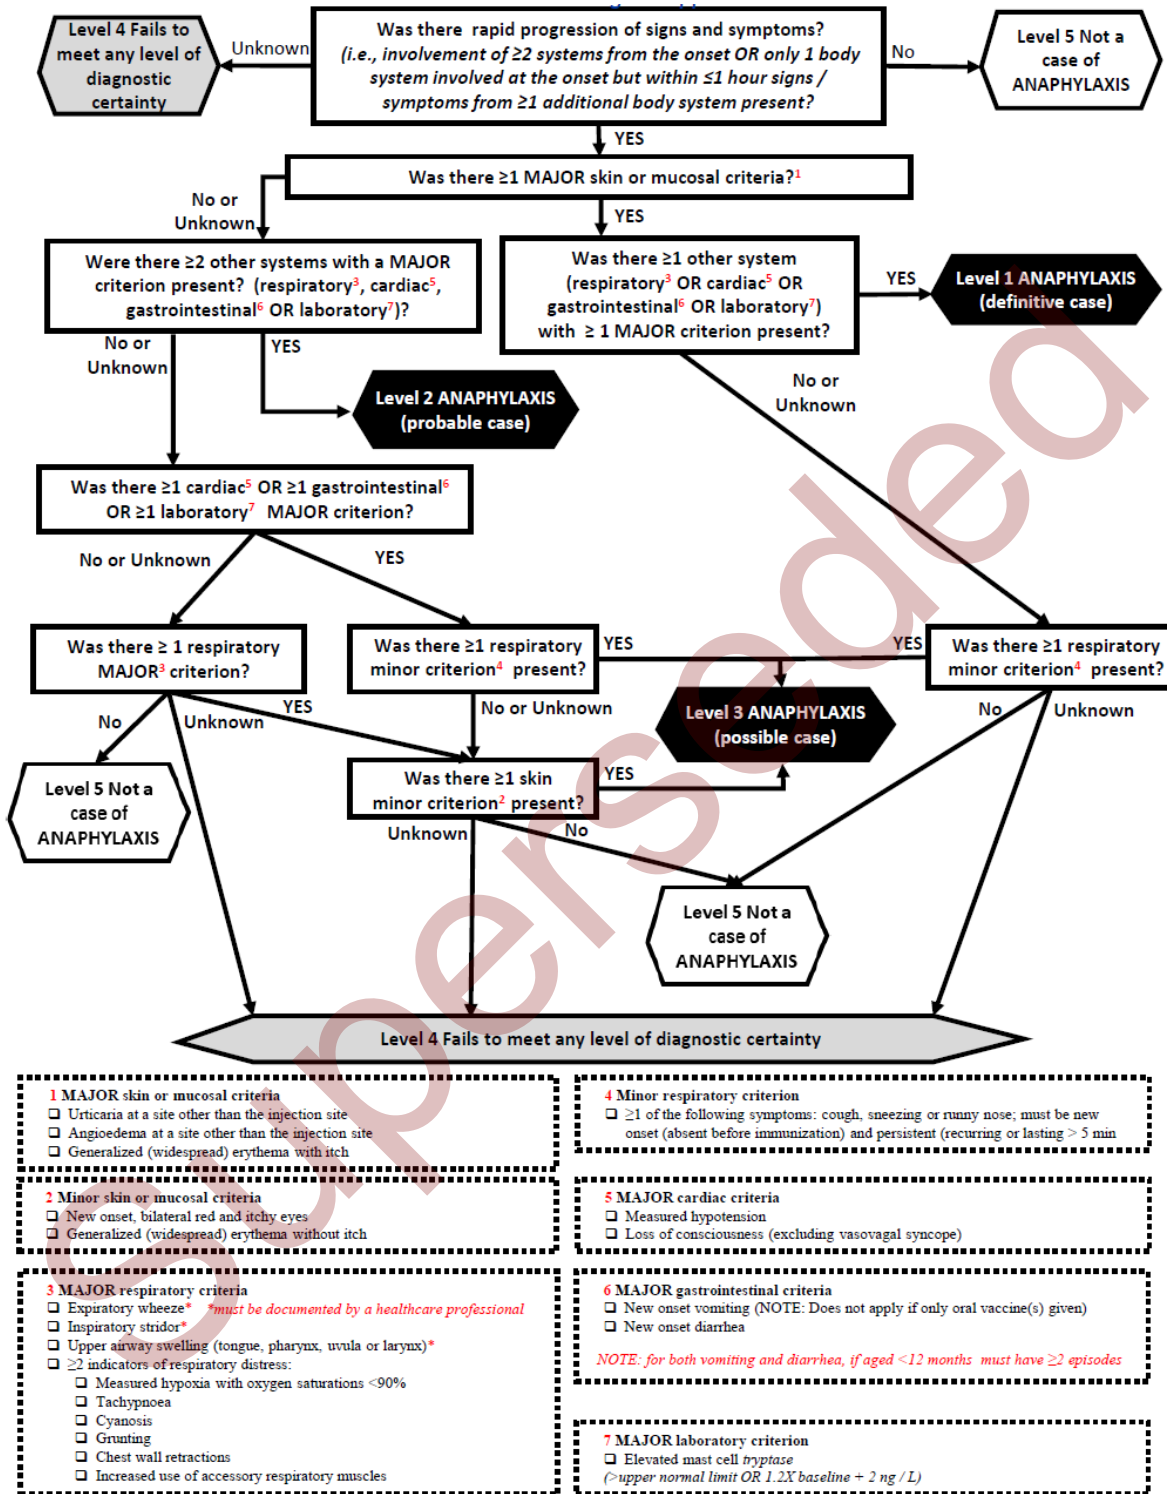 Level 4 Fails to
meet any level of
diagnostic
certainty
Unknown
Was there rapid progression of signs and symptoms?
(i.e., involvement of ≥2 systems from the onset OR only 1 body
system involved at the onset but within ≤1 hour signs /
symptoms from ≥1 additional body system present?
No
Level 5 Not a
case of
ANAPHYLAXIS
YES
Was there ≥1 MAJOR skin or mucosal criteria?1
No or
Unknown
YES
Were there ≥2 other systems with a MAJOR
criterion present? (respiratory3, cardiac5,
gastrointestinal6 OR laboratory7)?
Was there ≥1 other system
(respiratory3 OR cardiac5 OR
gastrointestinal6 OR laboratory7)
with ≥ 1 MAJOR criterion present?
YES
Level 1 ANAPHYLAXIS
(definitive case)
No or
Unknown
YES
Level 2 ANAPHYLAXIS
(probable case)
No or
Unknown
Was there ≥1 cardiac5 OR ≥1 gastrointestinal6
OR ≥1 laboratory7 MAJOR criterion?
No or Unknown
YES
Was there ≥ 1 respiratory
MAJOR3 criterion?
Was there ≥1 respiratory
minor criterion4 present?
YES
YES
Was there ≥1 respiratory
minor criterion4 present?
No
Unknown
YES
No or Unknown
Level 3 ANAPHYLAXIS
(possible case)
No
Unknown
Level 5 Not a
case of
ANAPHYLAXIS
Was there ≥1 skin
minor criterion2 present?
YES
Unknown
No
Level 5 Not a
case of
ANAPHYLAXIS
Level 4 Fails to meet any level of diagnostic certainty
1 MAJOR skin or mucosal criteria
❑ Urticaria at a site other than the injection site
❑ Angioedema at a site other than the injection site
❑ Generalized (widespread) erythema with itch
2 Minor skin or mucosal criteria
❑ New onset, bilateral red and itchy eyes
❑ Generalized (widespread) erythema without itch
3 MAJOR respiratory criteria
❑ Expiratory wheeze* *must be documented by a healthcare professional
❑ Inspiratory stridor*
❑ Upper airway swelling (tongue, pharynx, uvula or larynx)*
❑ ≥2 indicators of respiratory distress:
❑ Measured hypoxia with oxygen saturations <90%
❑ Tachypnoea
❑ Cyanosis
❑ Grunting
❑ Chest wall retractions
❑ Increased use of accessory respiratory muscles
4 Minor respiratory criterion
❑ ≥1 of the following symptoms: cough, sneezing or runny nose; must be new
onset (absent before immunization) and persistent (recurring or lasting > 5 min
5 MAJOR cardiac criteria
❑ Measured hypotension
❑ Loss of consciousness (excluding vasovagal syncope)
6 MAJOR gastrointestinal criteria
❑ New onset vomiting (NOTE: Does not apply if only oral vaccine(s) given)
❑ New onset diarrhea
NOTE: for both vomiting and diarrhea, if aged <12 months must have ≥2 episodes
7 MAJOR laboratory criterion
❑ Elevated mast cell tryptase
(>upper normal limit OR 1.2X baseline + 2 ng / L)
Superseded